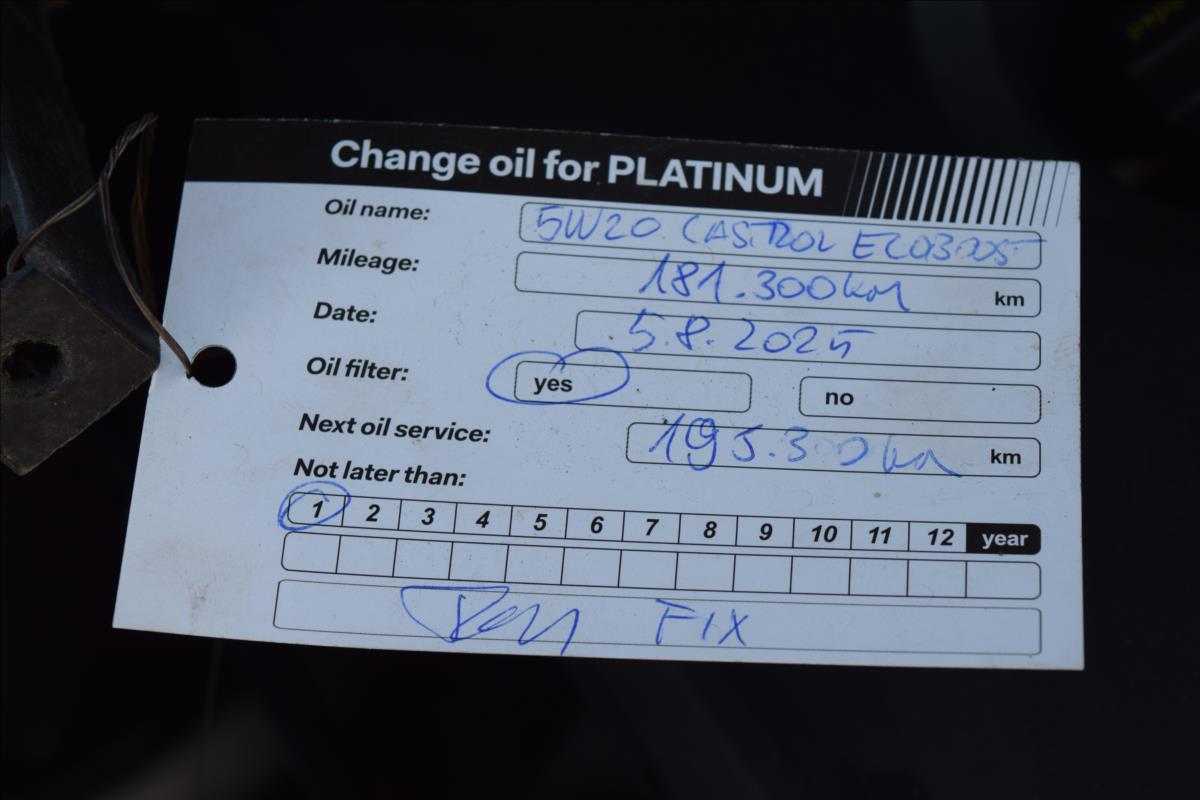 Change oil for PLATINUM
Oil name: 5W20 CASTROL ECOBOOST
Mileage: 181.300km km
Date: 5.8.2025
Oil filter: yes no
Next oil service: 195.300km km
Not later than:
1 2 3 4 5 6 7 8 9 10 11 12 year
FIX